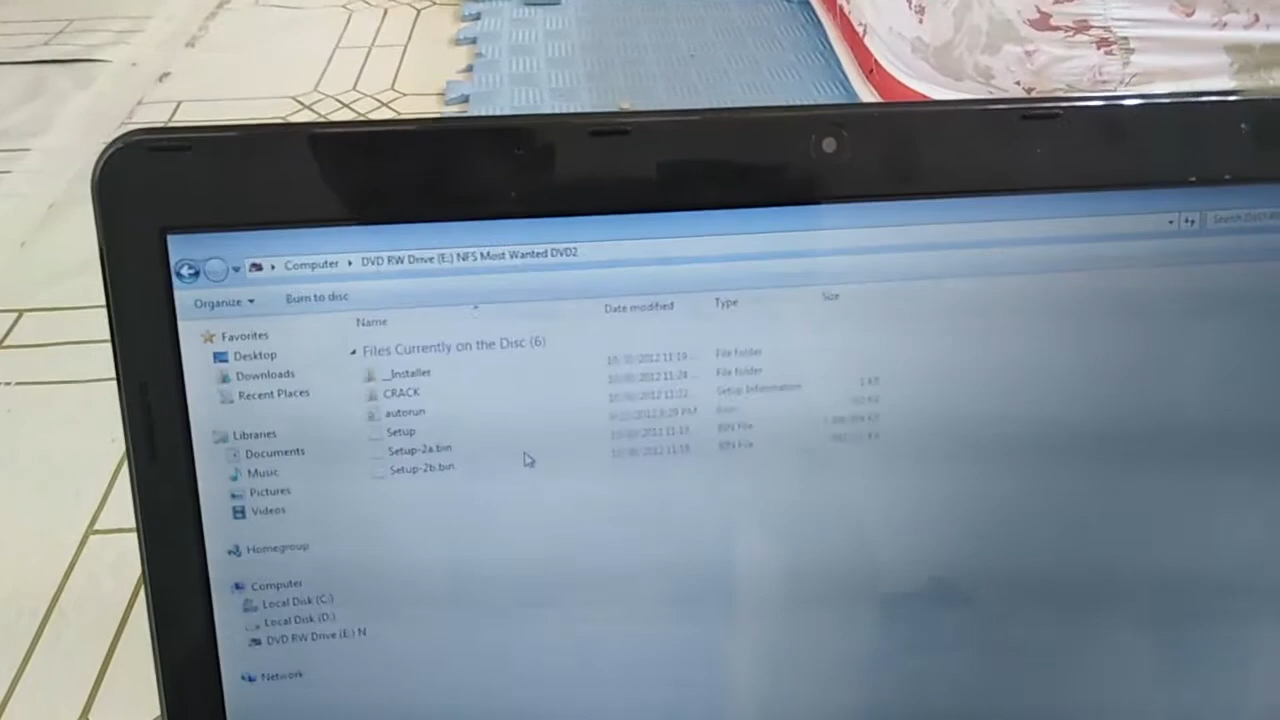 Computer ▸ DVD RW Drive (E:) NFS Most Wanted DVD2
Organize Burn to disc
Name Date modified Type Size
Files Currently on the Disc (6)
_Installer File folder
CRACK File folder
autorun Setup Information
Setup
Setup-2a.bin BIN File
Setup-2b.bin BIN File
Favorites
Desktop
Downloads
Recent Places
Libraries
Documents
Music
Pictures
Videos
Homegroup
Computer
Local Disk (C:)
Local Disk (D:)
DVD RW Drive (E:) N
Network